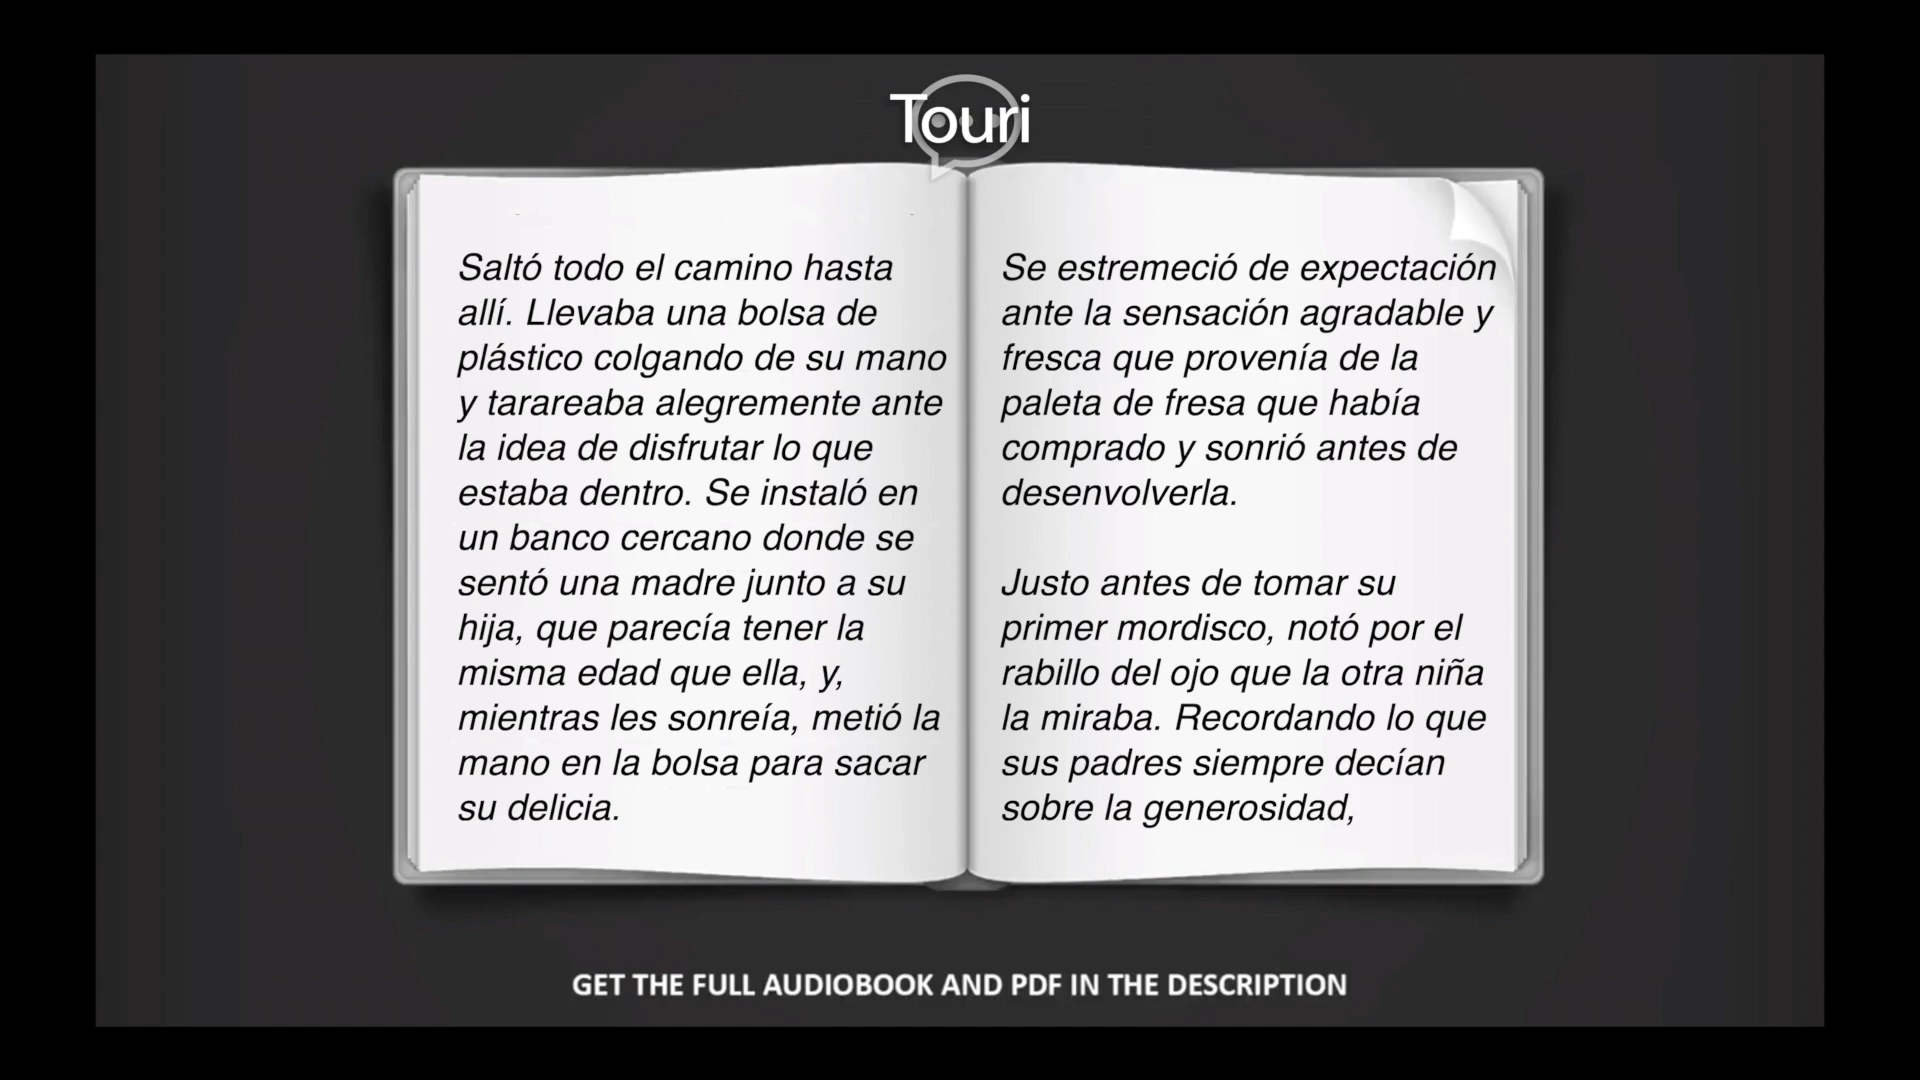 Touri
Saltó todo el camino hasta
allí. Llevaba una bolsa de
plástico colgando de su mano
y tarareaba alegremente ante
la idea de disfrutar lo que
estaba dentro. Se instaló en
un banco cercano donde se
sentó una madre junto a su
hija, que parecía tener la
misma edad que ella, y,
mientras les sonreía, metió la
mano en la bolsa para sacar
su delicia.
Se estremeció de expectación
ante la sensación agradable y
fresca que provenía de la
paleta de fresa que había
comprado y sonrió antes de
desenvolverla.
Justo antes de tomar su
primer mordisco, notó por el
rabillo del ojo que la otra niña
la miraba. Recordando lo que
sus padres siempre decían
sobre la generosidad,
GET THE FULL AUDIOBOOK AND PDF IN THE DESCRIPTION